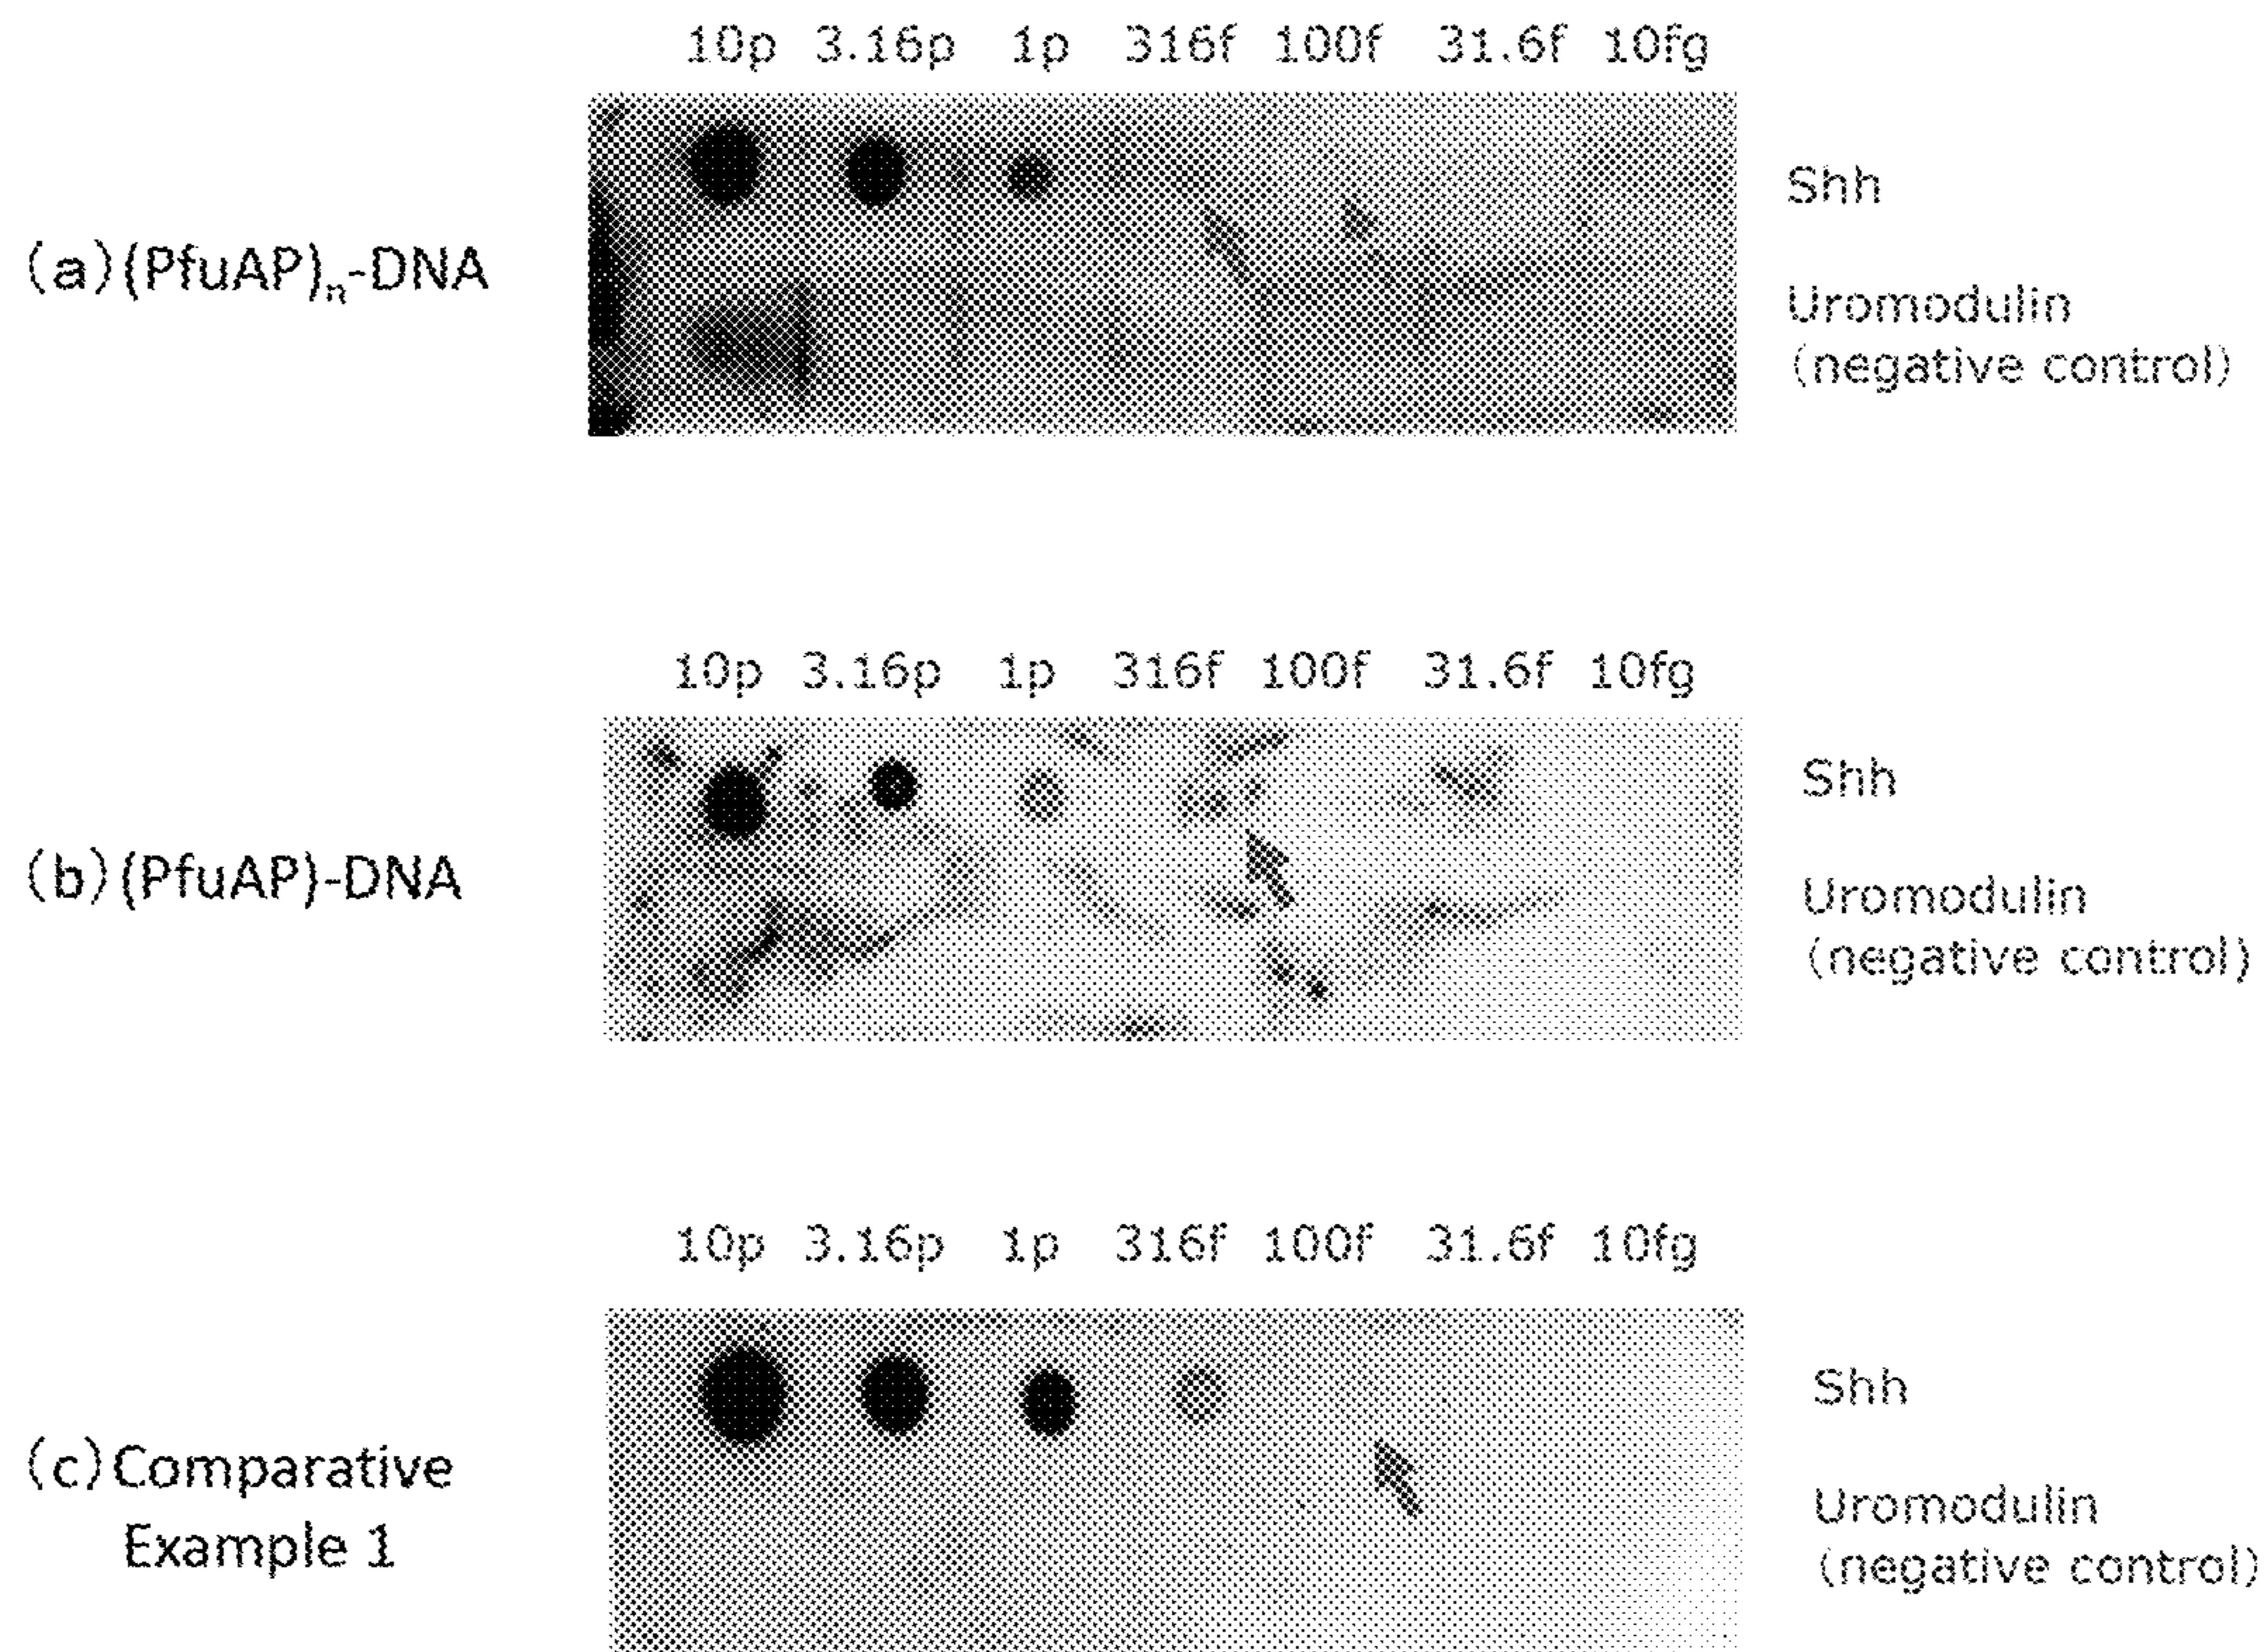 10p 3.16p 1p 316f 100f 31.6f 10fg
(a)(PfuAP)n-DNA
Shh
Uromodulin
(negative control)
10p 3.16p 1p 316f 100f 31.6f 10fg
(b)(PfuAP)-DNA
Shh
Uromodulin
(negative control)
10p 3.16p 1p 316f 100f 31.6f 10fg
(c)Comparative
Example 1
Shh
Uromodulin
(negative control)